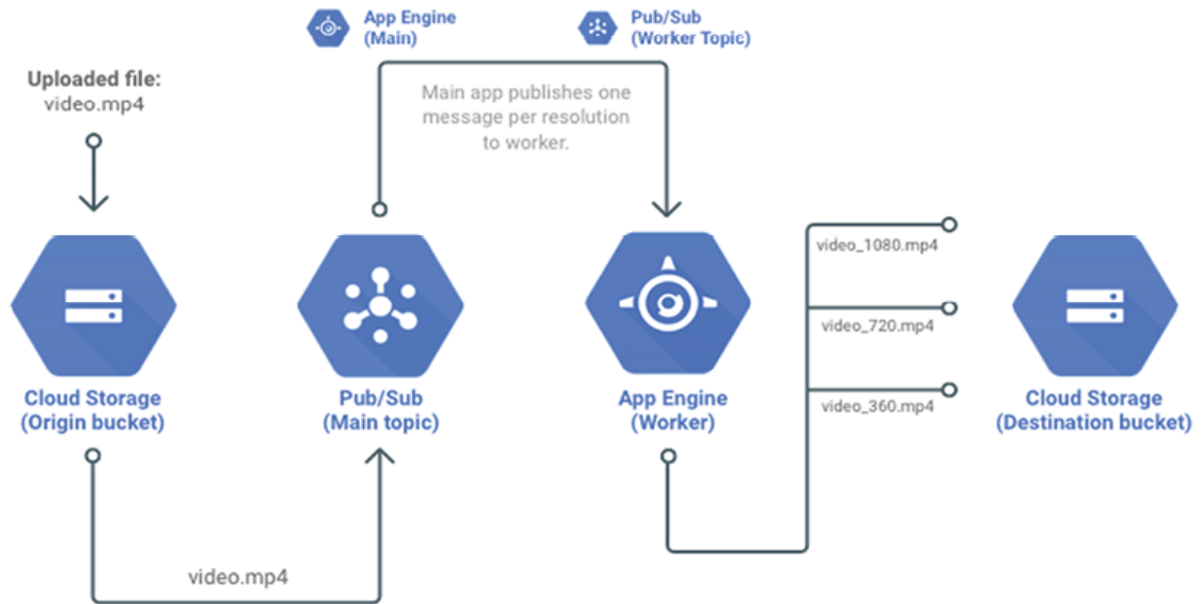 App Engine
(Main)
Pub/Sub
(Worker Topic)
Uploaded file:
video.mp4
Main app publishes one
message per resolution
to worker.
video_1080.mp4
video_720.mp4
video_360.mp4
Cloud Storage
(Origin bucket)
Pub/Sub
(Main topic)
App Engine
(Worker)
Cloud Storage
(Destination bucket)
video.mp4